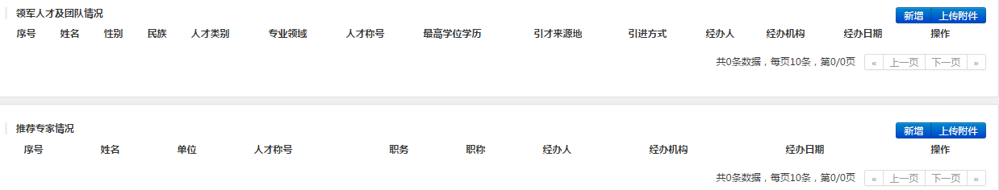 领军人才及团队情况 新增 上传附件
序号 姓名 性别 民族 人才类别 专业领域 人才称号 最高学位学历 引才来源地 引进方式 经办人 经办机构 经办日期 操作
共0条数据，每页10条，第0/0页 « 上一页 下一页 »
推荐专家情况 新增 上传附件
序号 姓名 单位 人才称号 职务 职称 经办人 经办机构 经办日期 操作
共0条数据，每页10条，第0/0页 « 上一页 下一页 »